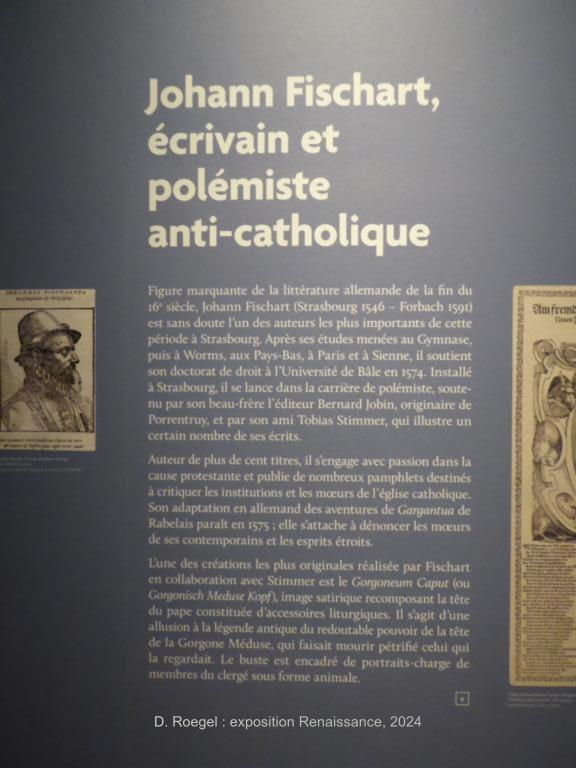 Johann Fischart,
écrivain et
polémiste
anti-catholique
Figure marquante de la littérature allemande de la fin du
16e siècle, Johann Fischart (Strasbourg 1546 – Forbach 1591)
est sans doute l'un des auteurs les plus importants de cette
période à Strasbourg. Après ses études menées au Gymnase,
puis à Worms, aux Pays-Bas, à Paris et à Sienne, il soutient
son doctorat de droit à l'Université de Bâle en 1574. Installé
à Strasbourg, il se lance dans la carrière de polémiste, soute-
nu par son beau-frère l'éditeur Bernard Jobin, originaire de
Porrentruy, et par son ami Tobias Stimmer, qui illustre un
certain nombre de ses écrits.
Auteur de plus de cent titres, il s'engage avec passion dans la
cause protestante et publie de nombreux pamphlets destinés
à critiquer les institutions et les mœurs de l'église catholique.
Son adaptation en allemand des aventures de Gargantua de
Rabelais paraît en 1575 ; elle s'attache à dénoncer les mœurs
de ses contemporains et les esprits étroits.
L'une des créations les plus originales réalisée par Fischart
en collaboration avec Stimmer est le Gorgoneum Caput (ou
Gorgonisch Meduse Kopf), image satirique recomposant la tête
du pape constituée d'accessoires liturgiques. Il s'agit d'une
allusion à la légende antique du redoutable pouvoir de la tête
de la Gorgone Méduse, qui faisait mourir pétrifié celui qui
la regardait. Le buste est encadré de portraits-charge de
membres du clergé sous forme animale.
D. Roegel : exposition Renaissance, 2024